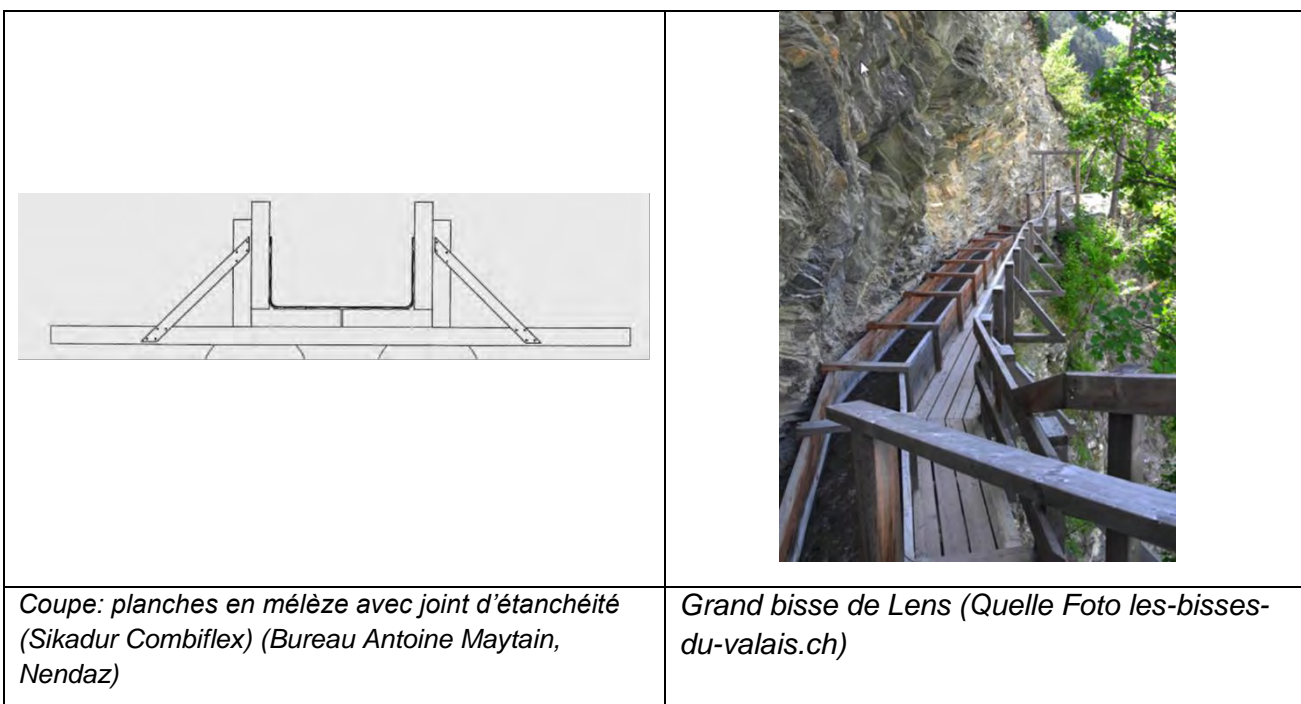 Coupe: planches en mélèze avec joint d’étanchéité
(Sikadur Combiflex) (Bureau Antoine Maytain,
Nendaz)
Grand bisse de Lens (Quelle Foto les-bisses-
du-valais.ch)